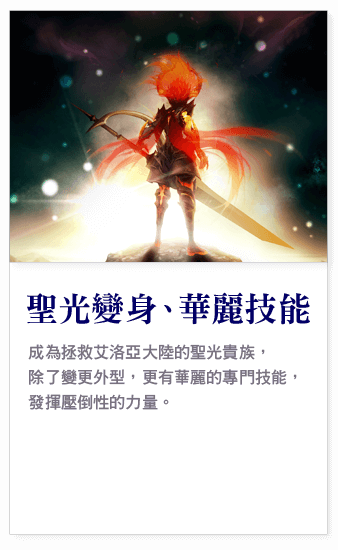 聖光變身、華麗技能
成為拯救艾洛亞大陸的聖光貴族，
除了變更外型，更有華麗的專門技能，
發揮壓倒性的力量。